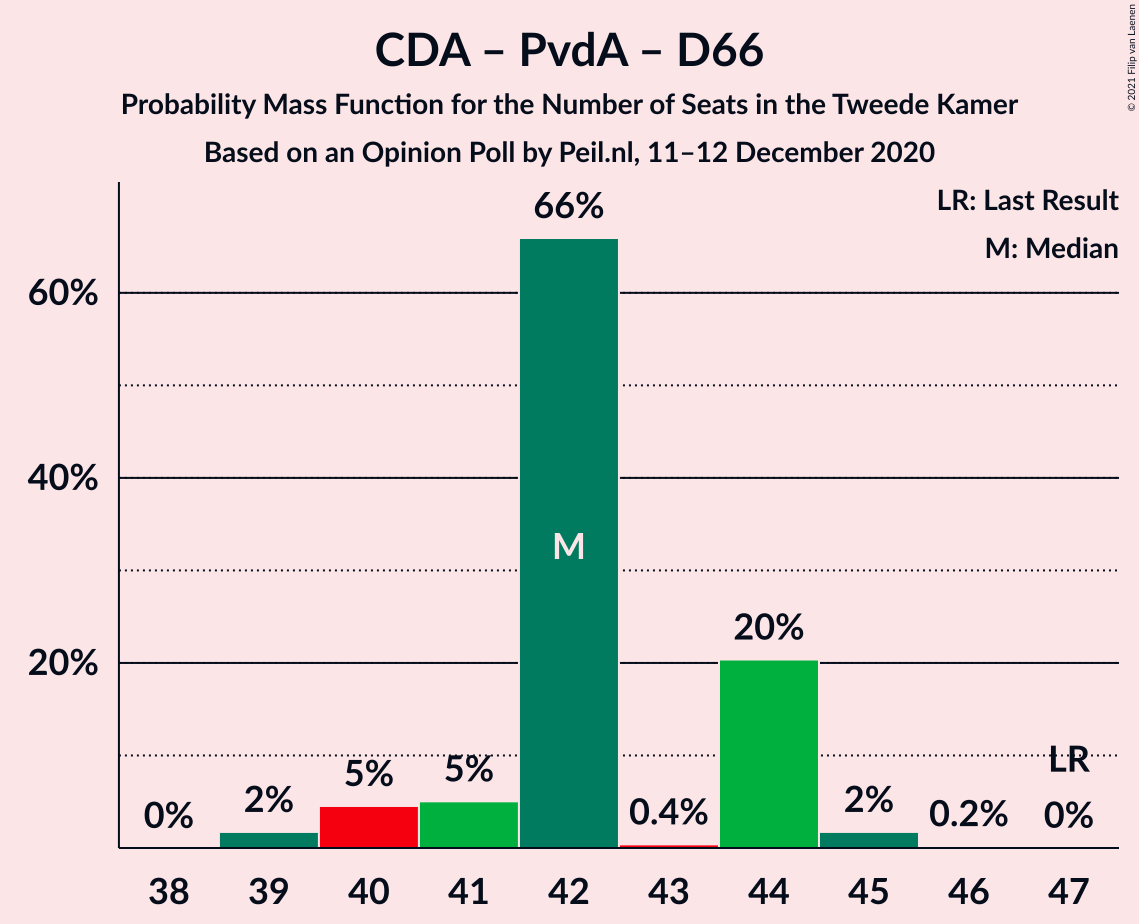 CDA – PvdA – D66
Probability Mass Function for the Number of Seats in the Tweede Kamer
Based on an Opinion Poll by Peil.nl, 11–12 December 2020
© 2021 Filip van Laenen
LR: Last Result
M: Median
60%
40%
20%
0%
2%
5%
5%
66%
M
0.4%
20%
2%
0.2%
LR
0%
38
39
40
41
42
43
44
45
46
47